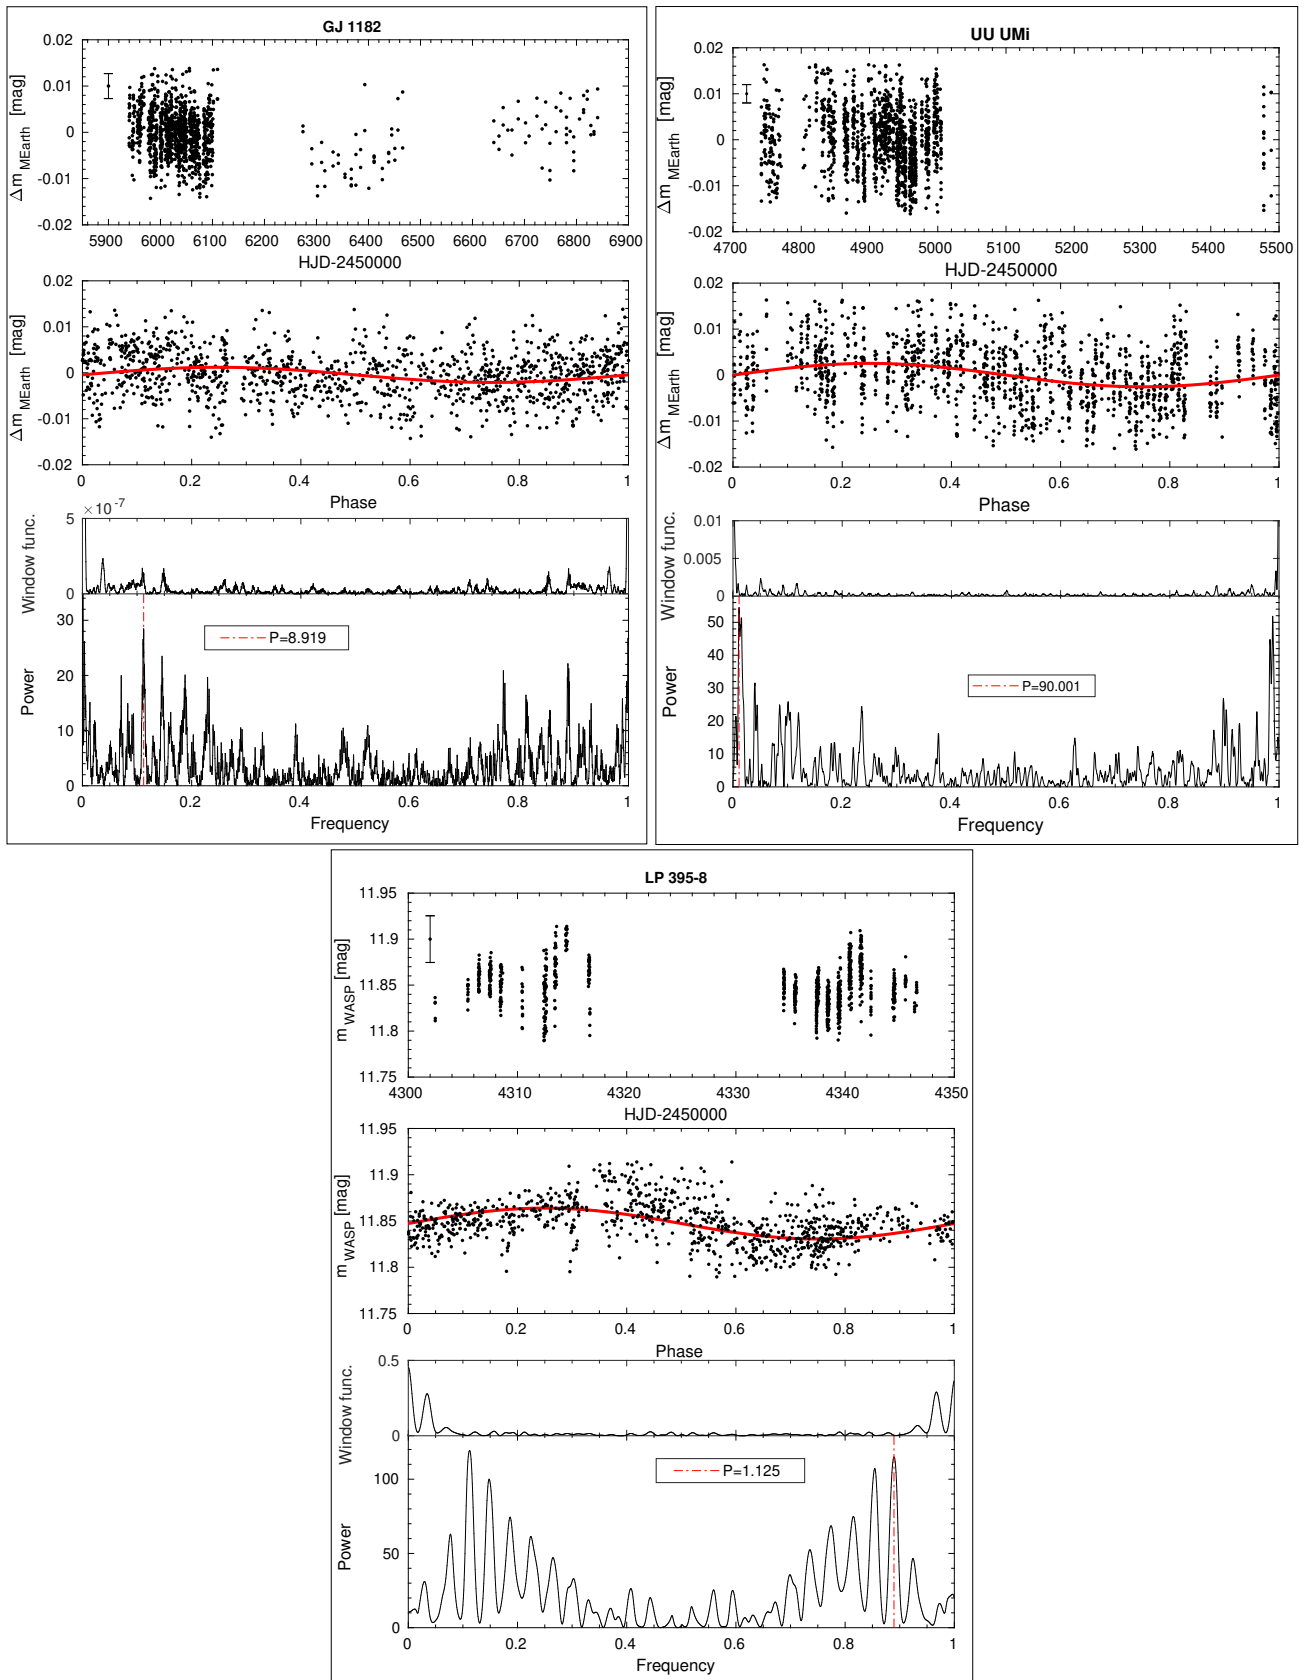 GJ 1182
0.02
0.01
0
-0.01
-0.02
Δm MEarth [mag]
5900 6000 6100 6200 6300 6400 6500 6600 6700 6800 6900
HJD-2450000
0.02
0.01
0
-0.01
-0.02
Δm MEarth [mag]
0 0.2 0.4 0.6 0.8 1
Phase
×10 -7
5
0
Window func.
30
20
10
0
Power
P=8.919
0 0.2 0.4 0.6 0.8 1
Frequency
UU UMi
0.02
0.01
0
-0.01
-0.02
Δm MEarth [mag]
4700 4800 4900 5000 5100 5200 5300 5400 5500
HJD-2450000
0.02
0.01
0
-0.01
-0.02
Δm MEarth [mag]
0 0.2 0.4 0.6 0.8 1
Phase
0.01
0.005
0
Window func.
50
40
30
20
10
0
Power
P=90.001
0 0.2 0.4 0.6 0.8 1
Frequency
LP 395-8
11.95
11.9
11.85
11.8
11.75
m WASP [mag]
4300 4310 4320 4330 4340 4350
HJD-2450000
11.95
11.9
11.85
11.8
11.75
m WASP [mag]
0 0.2 0.4 0.6 0.8 1
Phase
0.5
0
Window func.
100
50
0
Power
P=1.125
0 0.2 0.4 0.6 0.8 1
Frequency